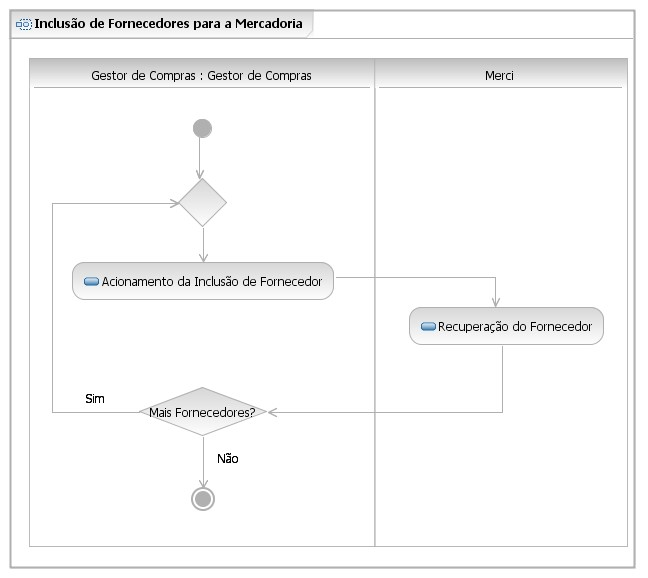 Inclusão de Fornecedores para a Mercadoria
Gestor de Compras : Gestor de Compras
Merci
Acionamento da Inclusão de Fornecedor
Recuperação do Fornecedor
Sim
Mais Fornecedores?
Não